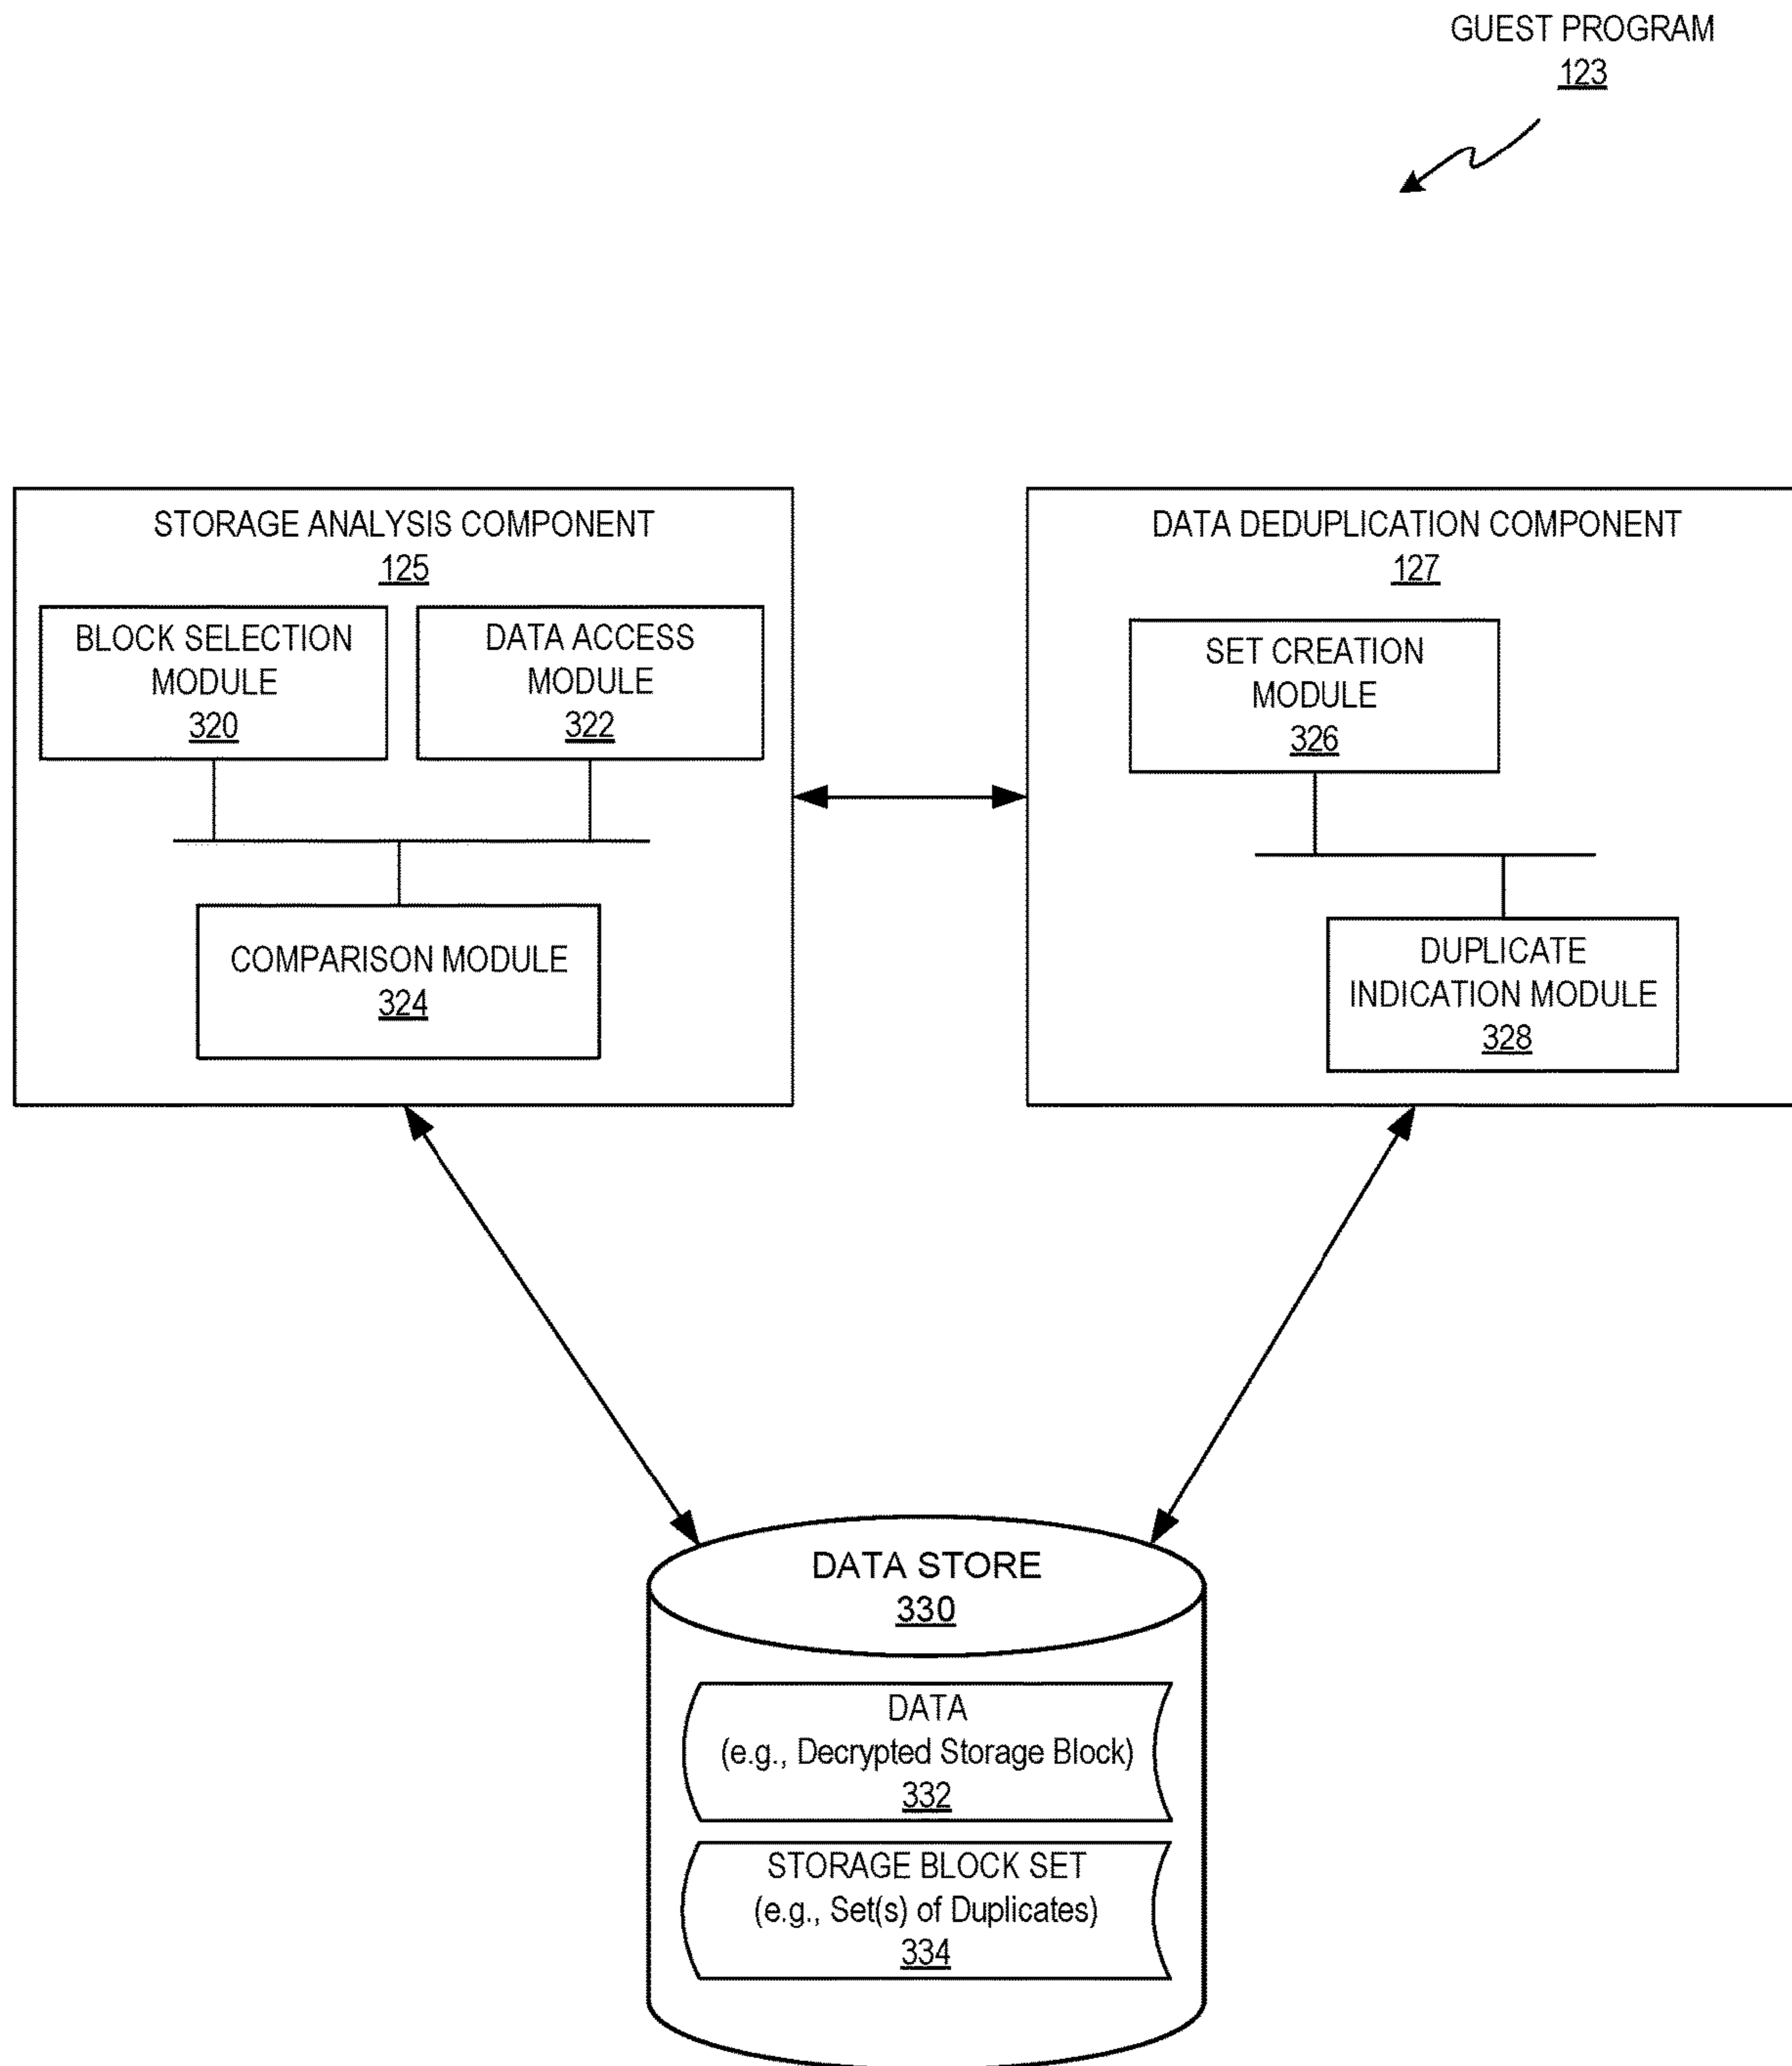 GUEST PROGRAM
123
STORAGE ANALYSIS COMPONENT
125
BLOCK SELECTION
MODULE
320
DATA ACCESS
MODULE
322
COMPARISON MODULE
324
DATA DEDUPLICATION COMPONENT
127
SET CREATION
MODULE
326
DUPLICATE
INDICATION MODULE
328
DATA STORE
330
DATA
(e.g., Decrypted Storage Block)
332
STORAGE BLOCK SET
(e.g., Set(s) of Duplicates)
334